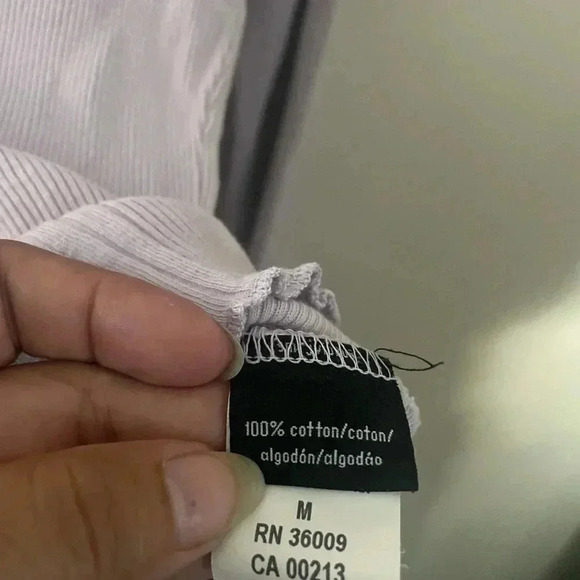 100% cotton/coton/
algodón/algodão
M
RN 36009
CA 00213